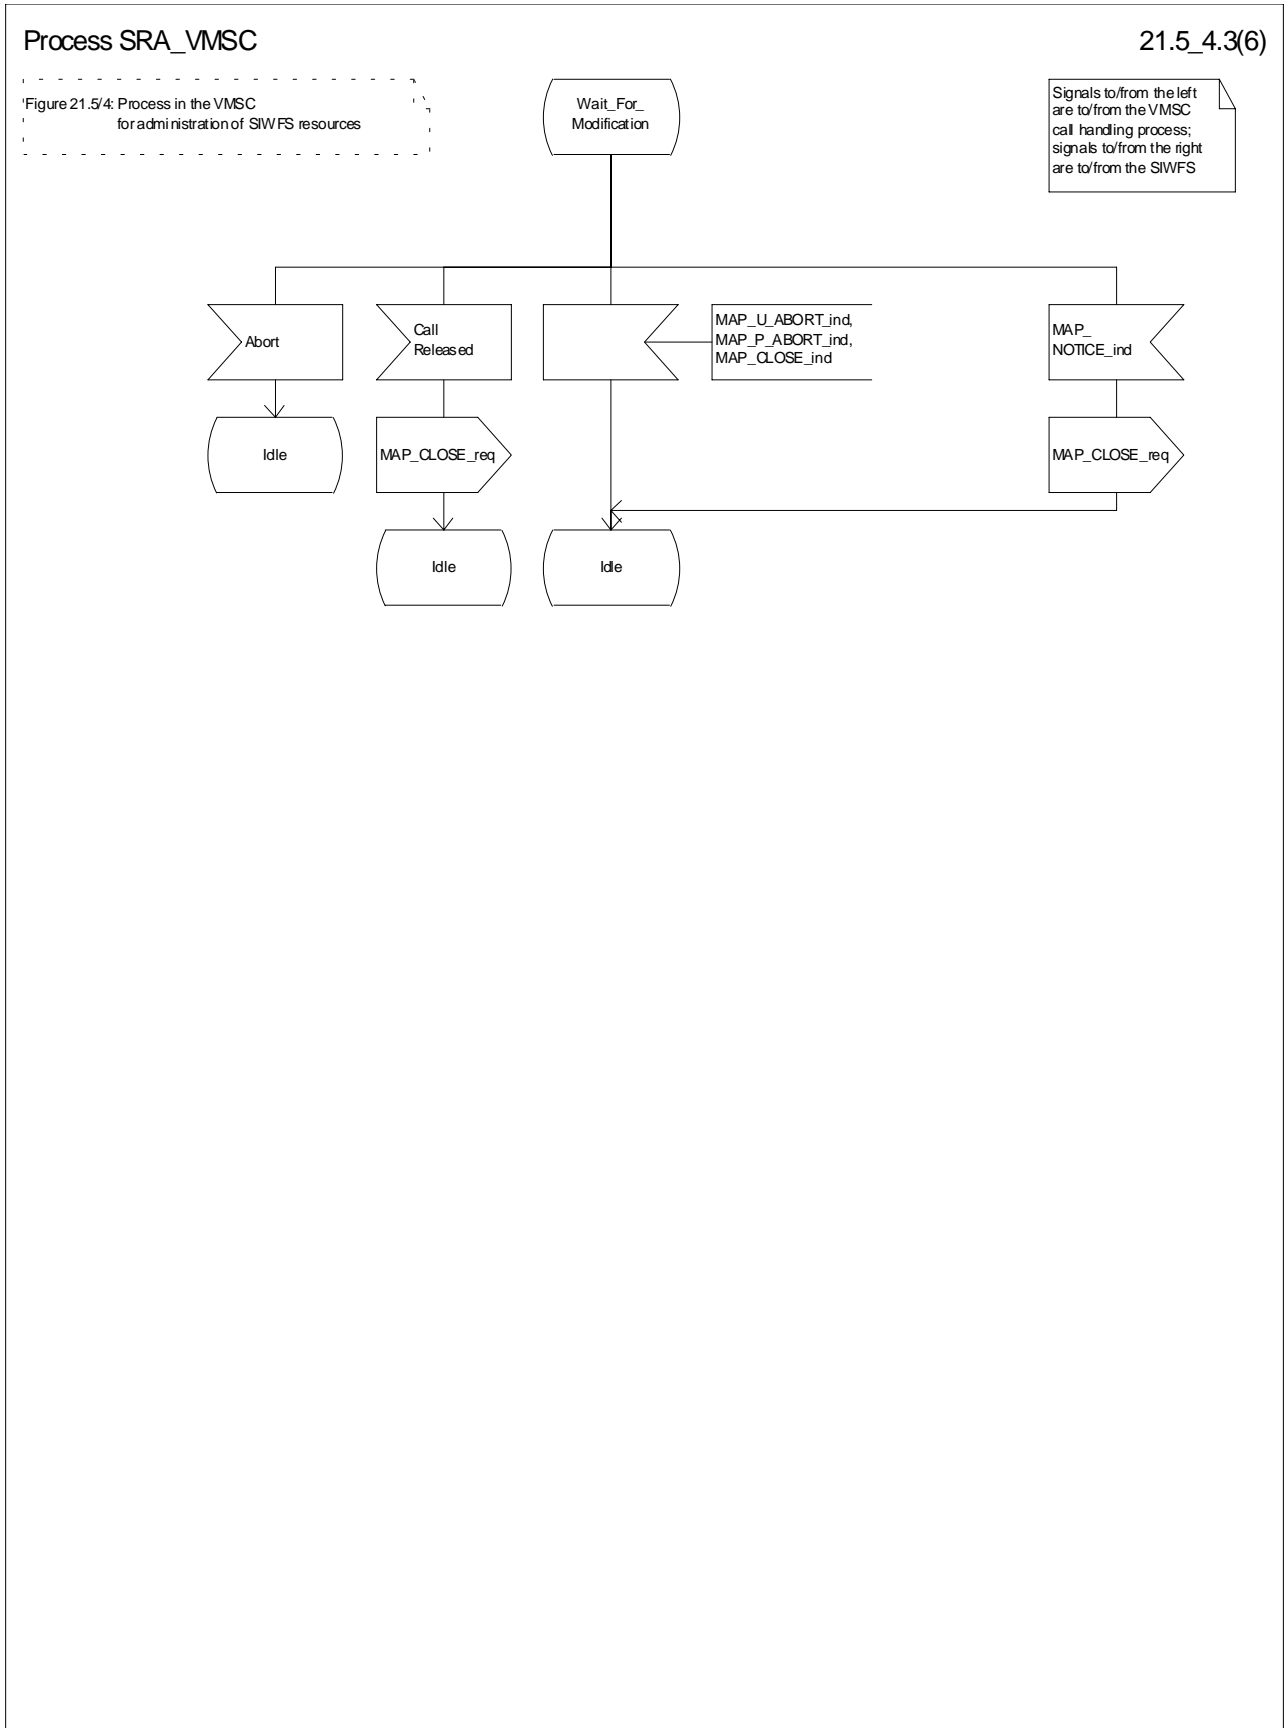 Process SRA_VMSC
21.5_4.3(6)
Figure 21.5/4: Process in the VMSC
for administration of SIWFS resources
Wait_For_
Modification
Signals to/from the left
are to/from the VMSC
call handling process;
signals to/from the right
are to/from the SIWFS
Abort
Call
Released
MAP_U_ABORT_ind,
MAP_P_ABORT_ind,
MAP_CLOSE_ind
MAP_
NOTICE_ind
Idle
MAP_CLOSE_req
MAP_CLOSE_req
Idle
Idle